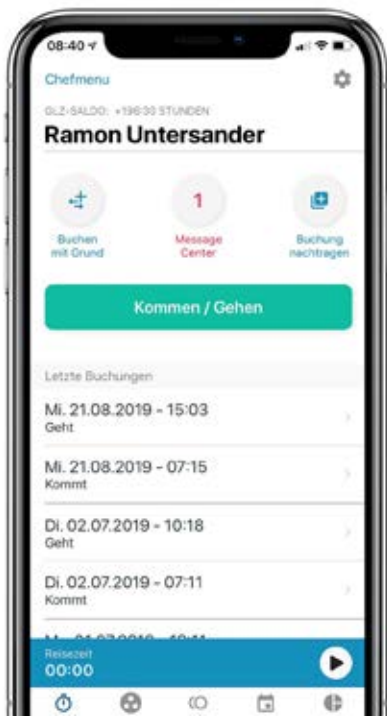 08:40
Chefmenu
GLZ-SALDO: +196:30 STUNDEN
Ramon Untersander
1
Buchen
mit Grund
Message
Center
Buchung
nachtragen
Kommen / Gehen
Letzte Buchungen
Mi. 21.08.2019 - 15:03
Geht
Mi. 21.08.2019 - 07:15
Kommt
Di. 02.07.2019 - 10:18
Geht
Di. 02.07.2019 - 07:11
Kommt
Reisezeit
00:00